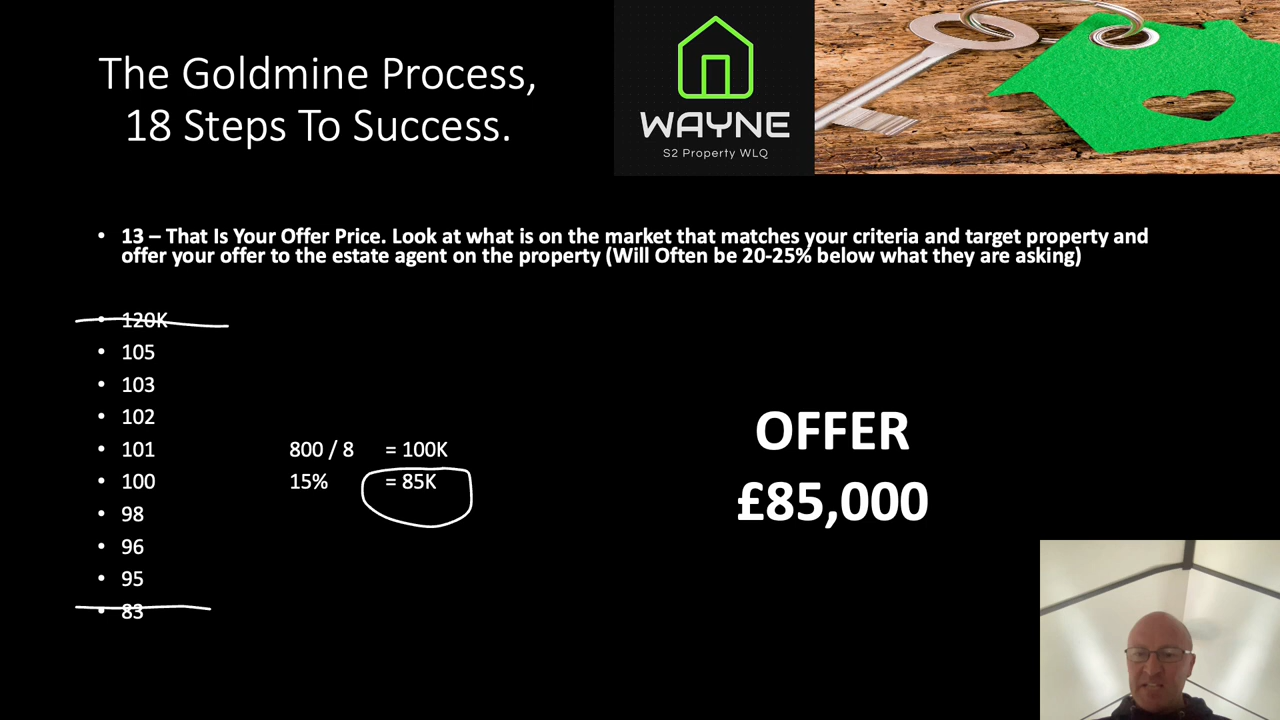 The Goldmine Process,
18 Steps To Success.
WAYNE
S2 Property WLQ
• 13 – That Is Your Offer Price. Look at what is on the market that matches your criteria and target property and
offer your offer to the estate agent on the property (Will Often be 20-25% below what they are asking)
• 120K
• 105
• 103
• 102
• 101
• 100
• 98
• 96
• 95
• 83
800 / 8 = 100K
15% = 85K
OFFER
£85,000